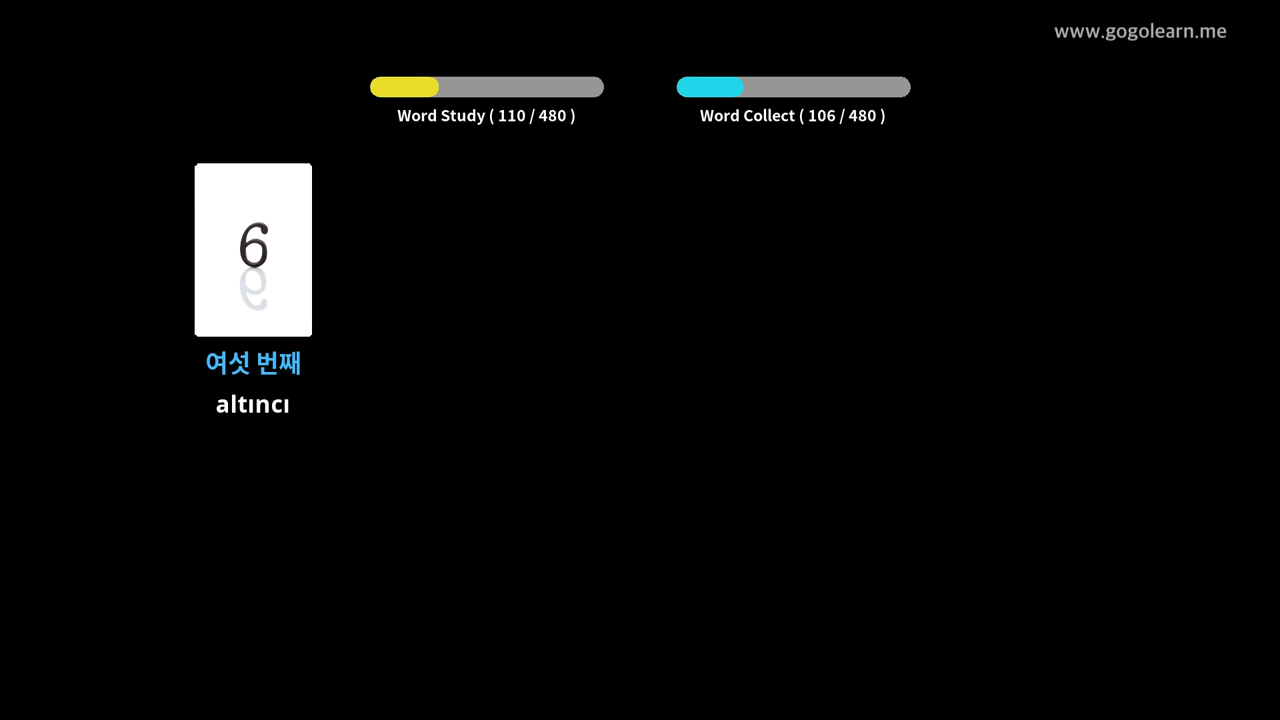 www.gogolearn.me
Word Study ( 110 / 480 )
Word Collect ( 106 / 480 )
6
여섯 번째
altıncı